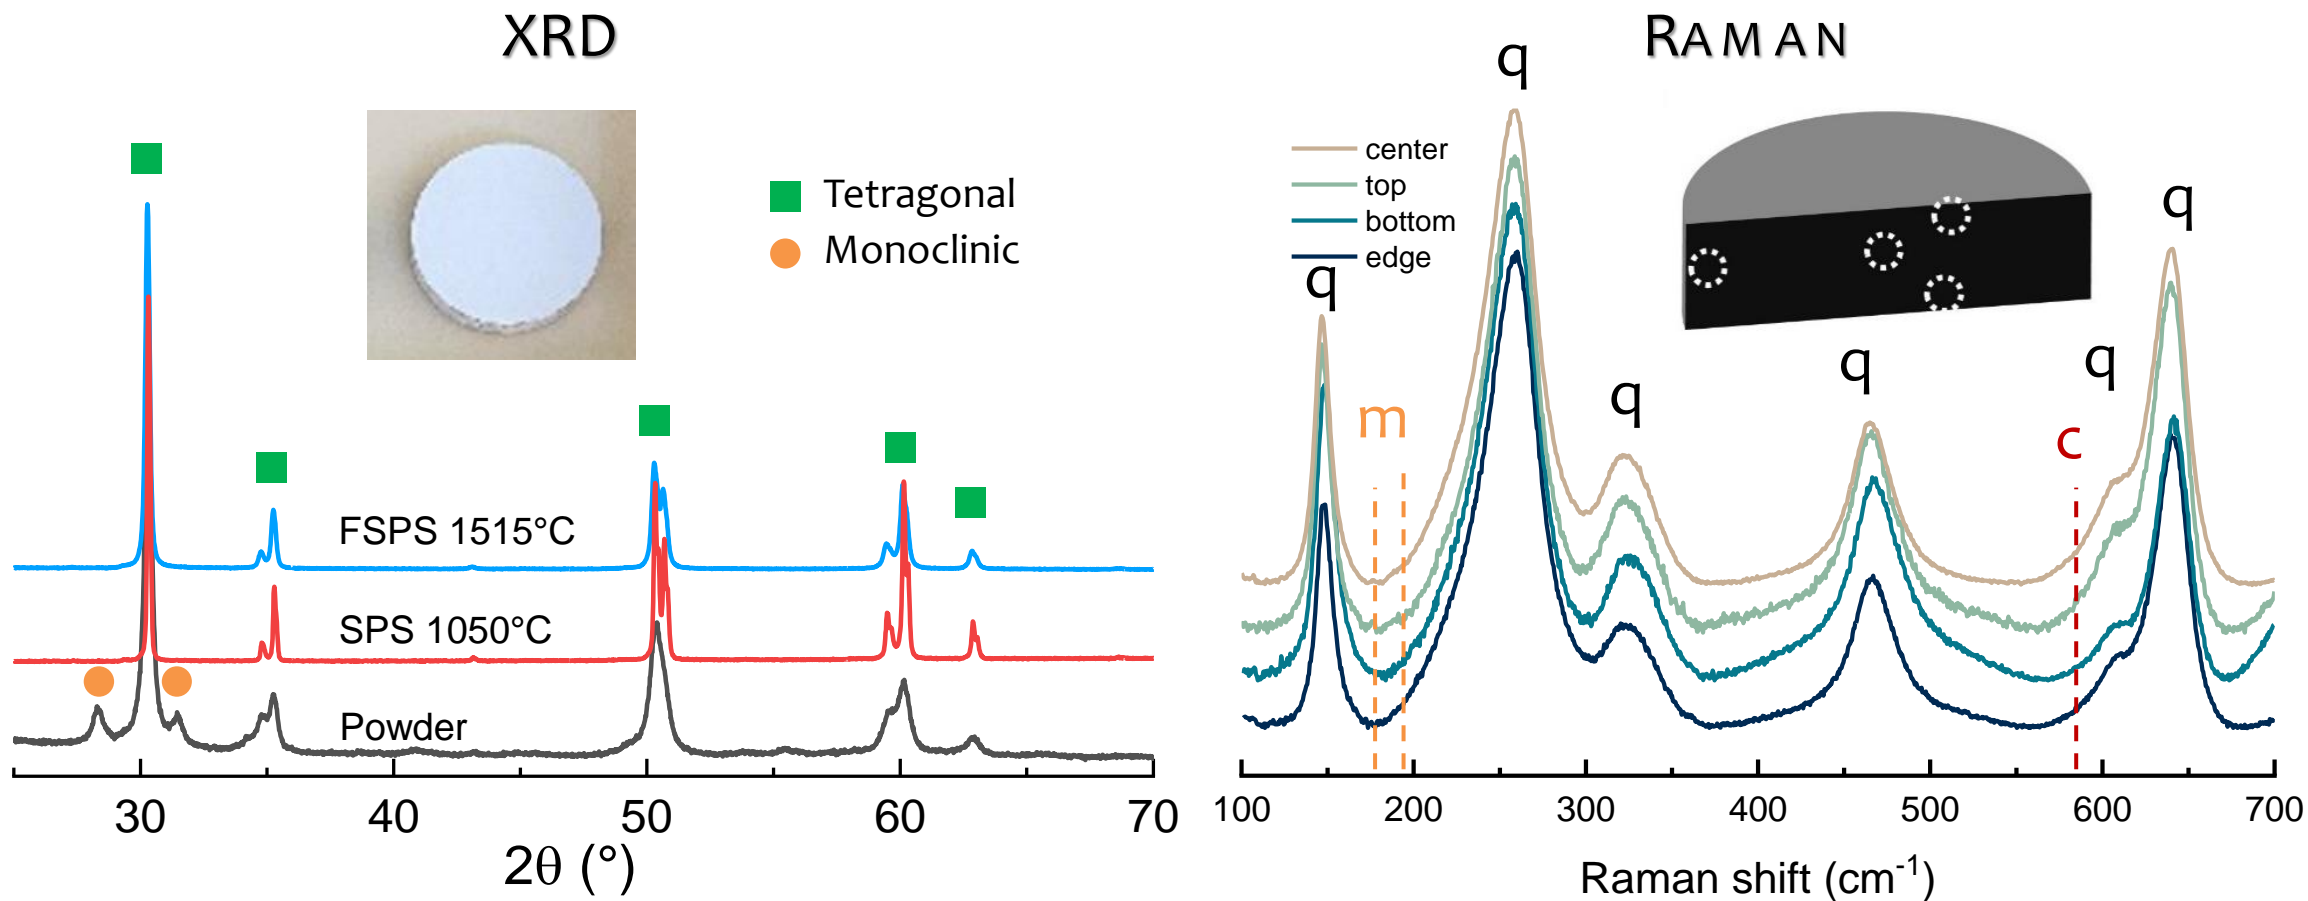 XRD
Tetragonal
Monoclinic
FSPS 1515°C
SPS 1050°C
Powder
30
40
50
60
70
2θ (°)
RAMAN
center
top
bottom
edge
q
q
q
q
q
q
m
c
100
200
300
400
500
600
700
Raman shift (cm⁻¹)